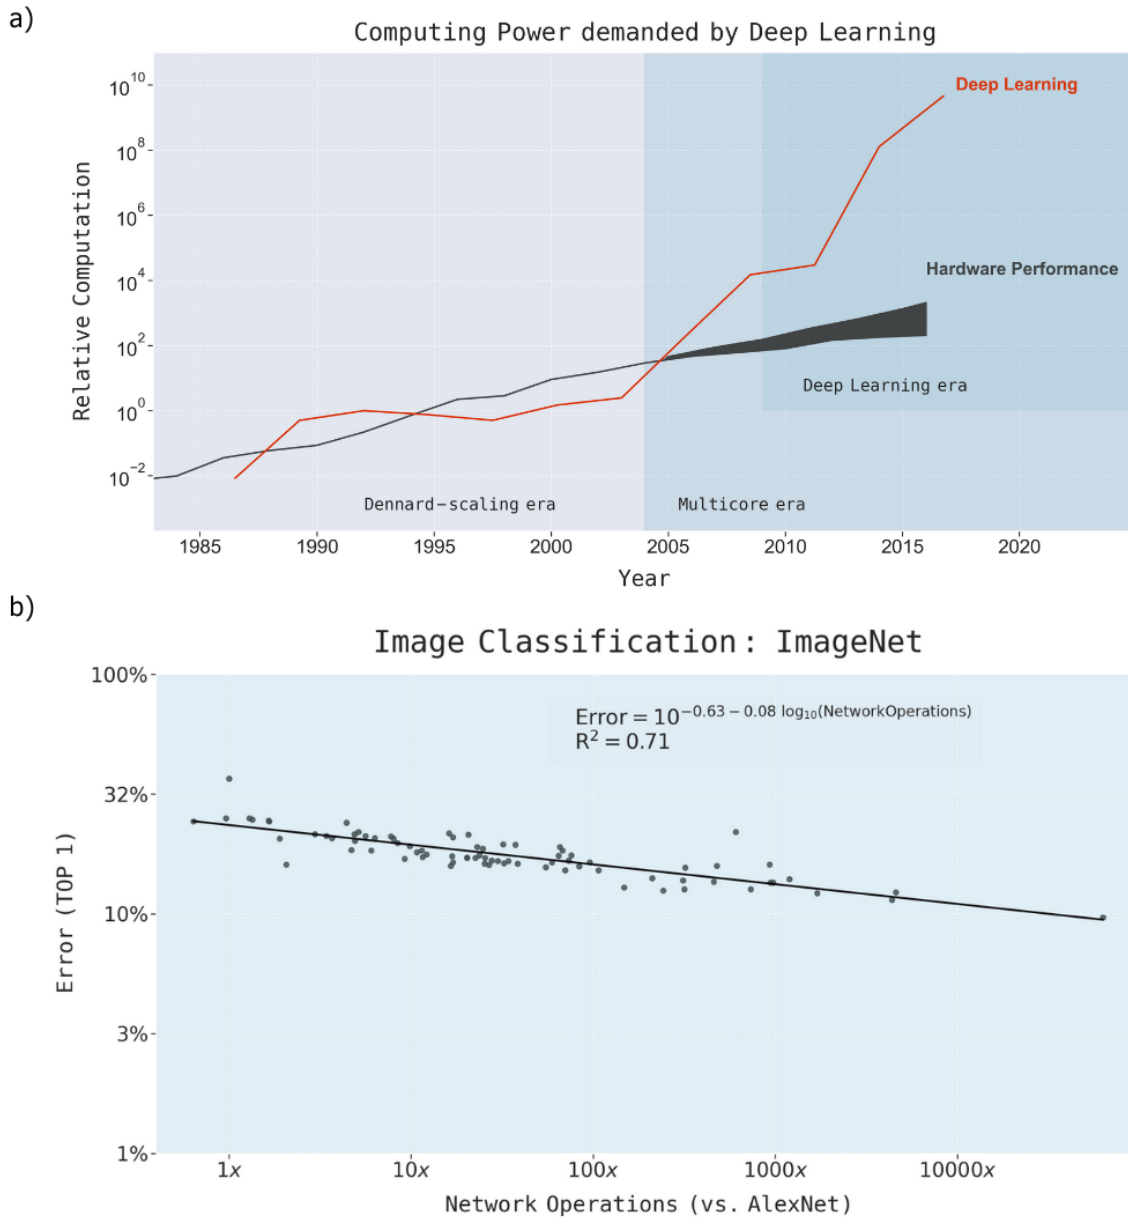 a)
Computing Power demanded by Deep Learning
10^10
10^8
10^6
10^4
10^2
10^0
10^−2
Relative Computation
Deep Learning
Hardware Performance
Deep Learning era
Dennard-scaling era
Multicore era
1985 1990 1995 2000 2005 2010 2015 2020
Year
b)
Image Classification: ImageNet
100%
32%
10%
3%
1%
Error (TOP 1)
Error = 10^−0.63 − 0.08 log₁₀(NetworkOperations)
R² = 0.71
1x 10x 100x 1000x 10000x
Network Operations (vs. AlexNet)